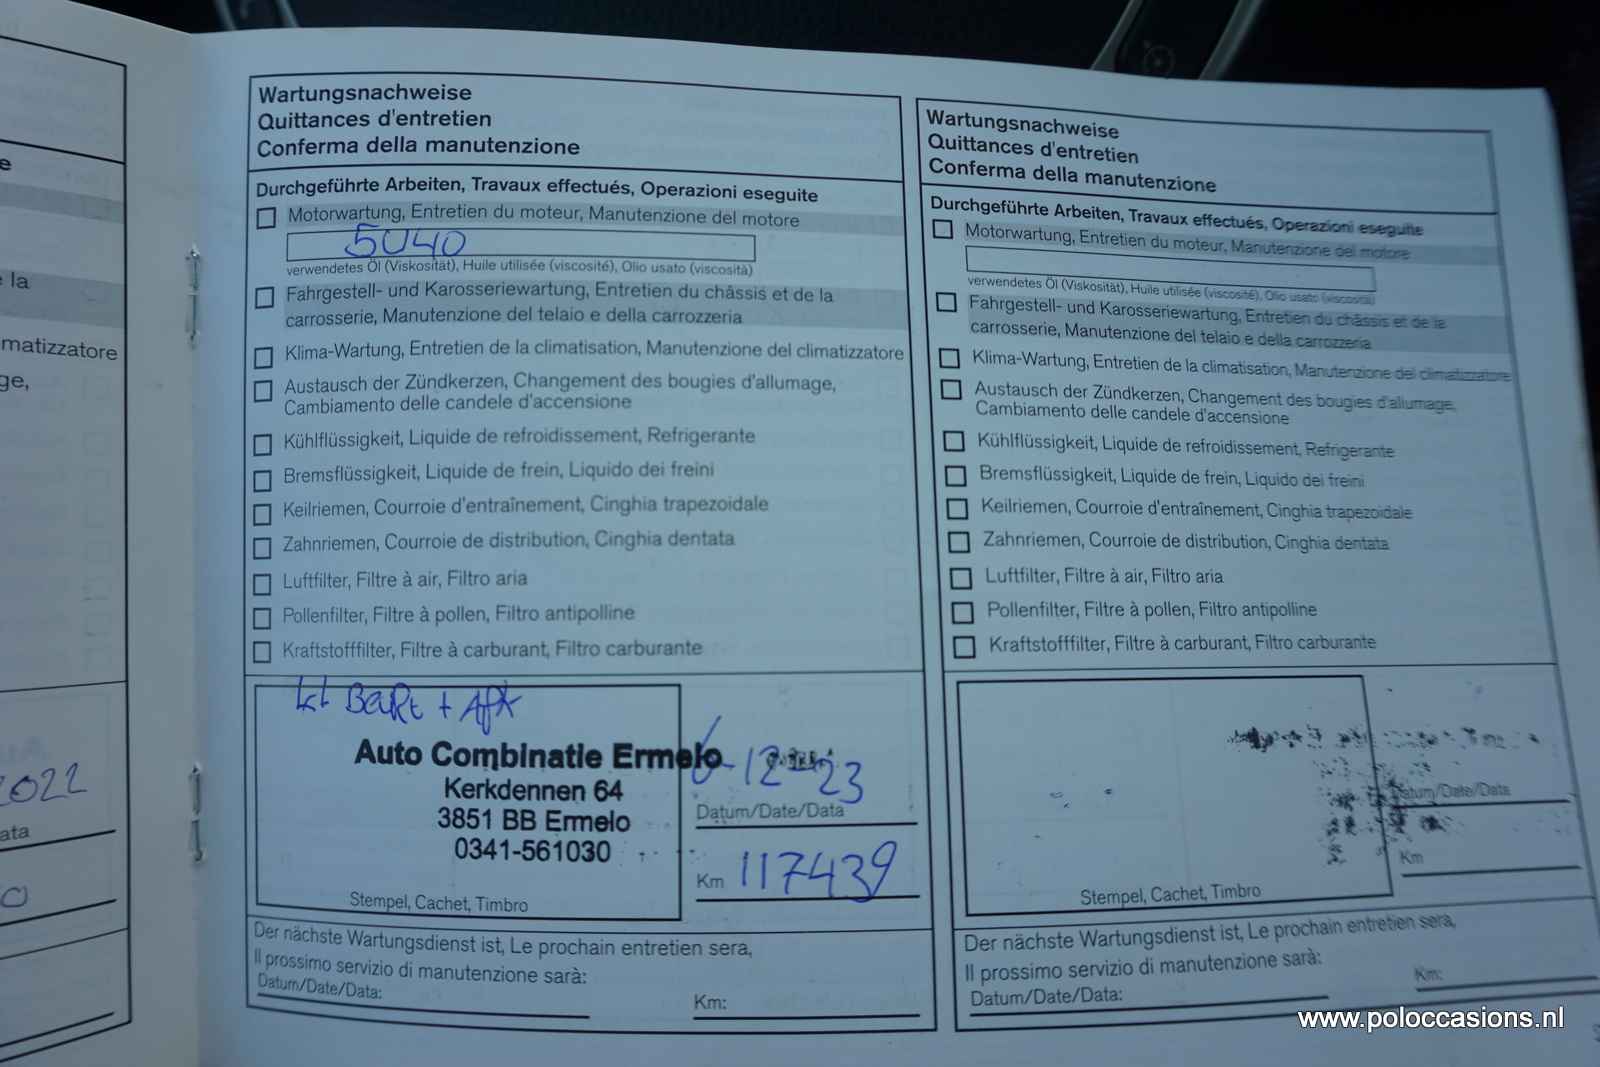 e
e la
matizzatore
ge,
2022
ata
0
Wartungsnachweise
Quittances d'entretien
Conferma della manutenzione
Durchgeführte Arbeiten, Travaux effectués, Operazioni eseguite
Motorwartung, Entretien du moteur, Manutenzione del motore
5W40
verwendetes Öl (Viskosität), Huile utilisée (viscosité), Olio usato (viscosità)
Fahrgestell- und Karosseriewartung, Entretien du châssis et de la
carrosserie, Manutenzione del telaio e della carrozzeria
Klima-Wartung, Entretien de la climatisation, Manutenzione del climatizzatore
Austausch der Zündkerzen, Changement des bougies d'allumage,
Cambiamento delle candele d'accensione
Kühlflüssigkeit, Liquide de refroidissement, Refrigerante
Bremsflüssigkeit, Liquide de frein, Liquido dei freini
Keilriemen, Courroie d'entraînement, Cinghia trapezoidale
Zahnriemen, Courroie de distribution, Cinghia dentata
Luftfilter, Filtre à air, Filtro aria
Pollenfilter, Filtre à pollen, Filtro antipolline
Kraftstofffilter, Filtre à carburant, Filtro carburante
kl Beurt + APK
Auto Combinatie Ermelo
Kerkdennen 64
3851 BB Ermelo
0341-561030
Stempel, Cachet, Timbro
6-12-23
Datum/Date/Data
Km 117439
Der nächste Wartungsdienst ist, Le prochain entretien sera,
Il prossimo servizio di manutenzione sarà:
Datum/Date/Data:
Km:
Wartungsnachweise
Quittances d'entretien
Conferma della manutenzione
Durchgeführte Arbeiten, Travaux effectués, Operazioni eseguite
Motorwartung, Entretien du moteur, Manutenzione del motore
verwendetes Öl (Viskosität), Huile utilisée (viscosité), Olio usato (viscosità)
Fahrgestell- und Karosseriewartung, Entretien du châssis et de la
carrosserie, Manutenzione del telaio e della carrozzeria
Klima-Wartung, Entretien de la climatisation, Manutenzione del climatizzatore
Austausch der Zündkerzen, Changement des bougies d'allumage,
Cambiamento delle candele d'accensione
Kühlflüssigkeit, Liquide de refroidissement, Refrigerante
Bremsflüssigkeit, Liquide de frein, Liquido dei freini
Keilriemen, Courroie d'entraînement, Cinghia trapezoidale
Zahnriemen, Courroie de distribution, Cinghia dentata
Luftfilter, Filtre à air, Filtro aria
Pollenfilter, Filtre à pollen, Filtro antipolline
Kraftstofffilter, Filtre à carburant, Filtro carburante
Stempel, Cachet, Timbro
Datum/Date/Data
Km
Der nächste Wartungsdienst ist, Le prochain entretien sera,
Il prossimo servizio di manutenzione sarà:
Datum/Date/Data:
Km:
www.poloccasions.nl